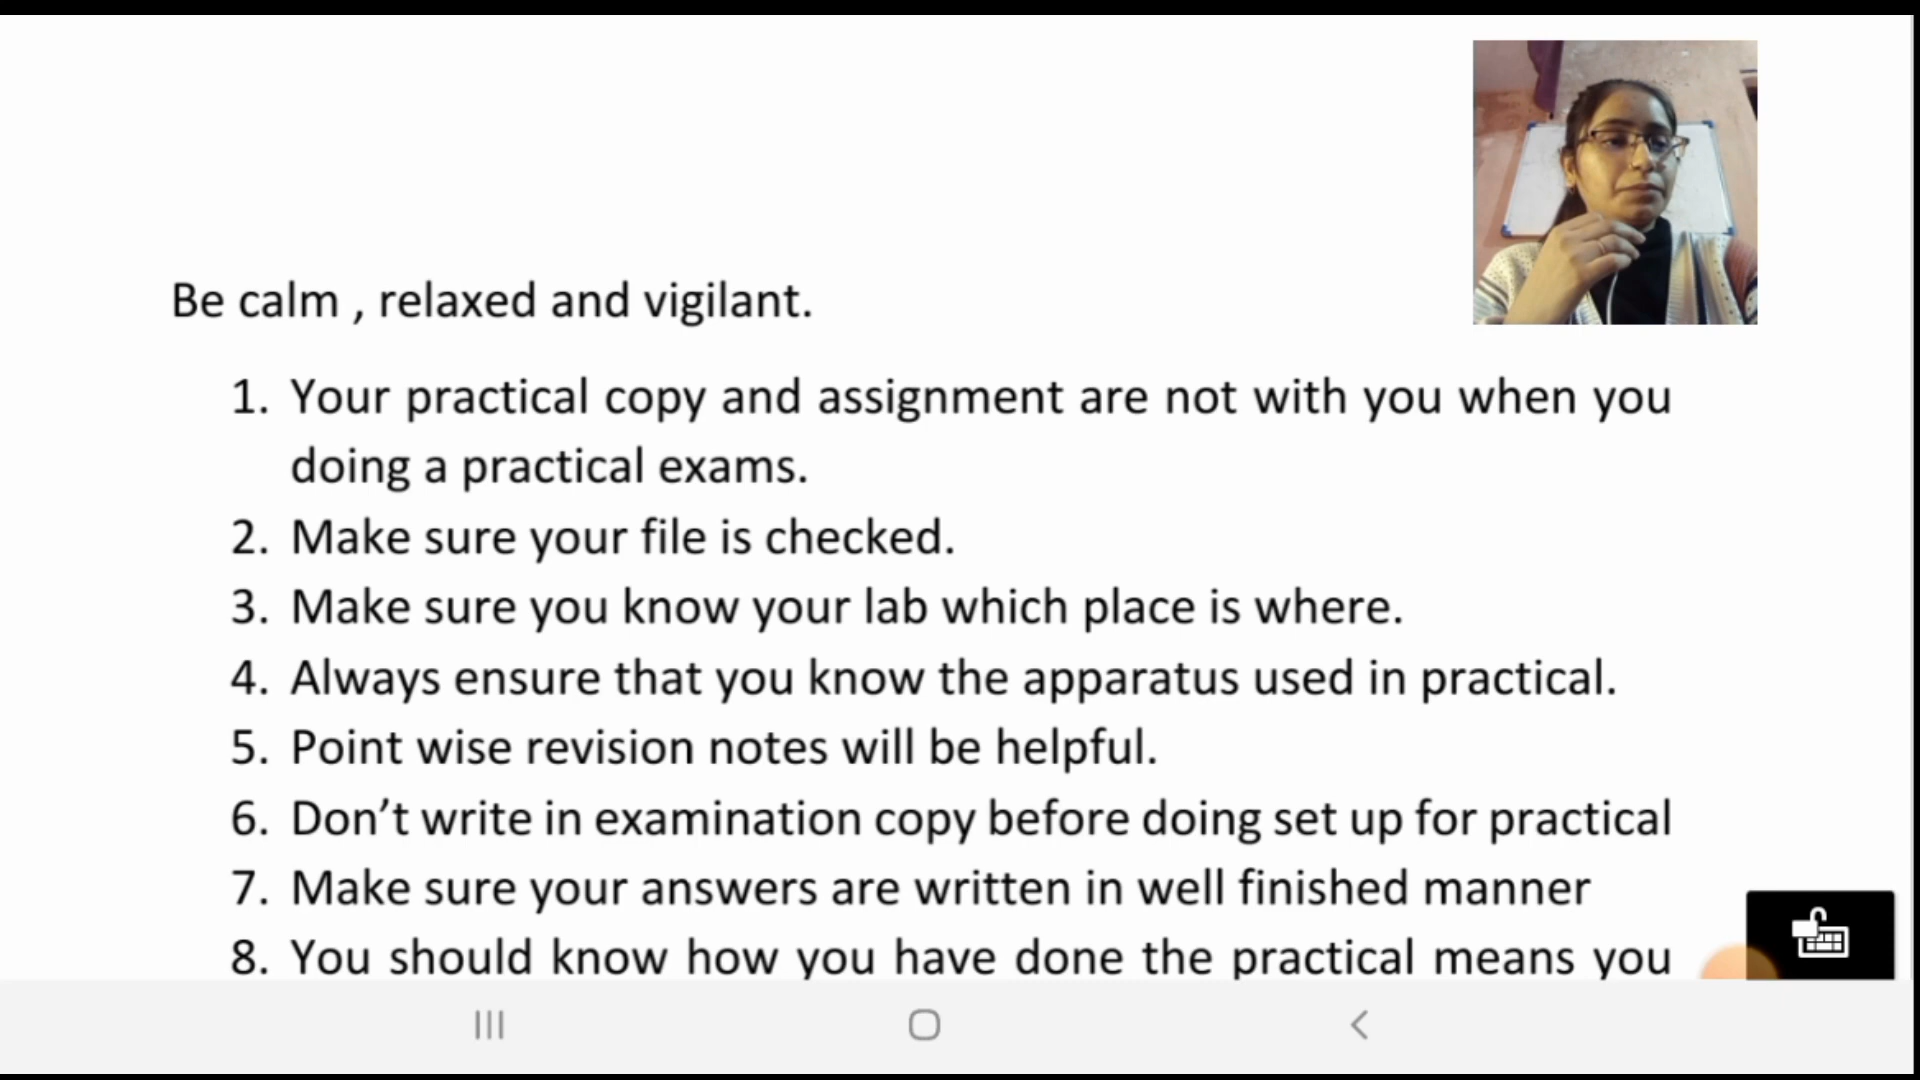 Be calm , relaxed and vigilant.
1. Your practical copy and assignment are not with you when you
doing a practical exams.
2. Make sure your file is checked.
3. Make sure you know your lab which place is where.
4. Always ensure that you know the apparatus used in practical.
5. Point wise revision notes will be helpful.
6. Don’t write in examination copy before doing set up for practical
7. Make sure your answers are written in well finished manner
8. You should know how you have done the practical means you